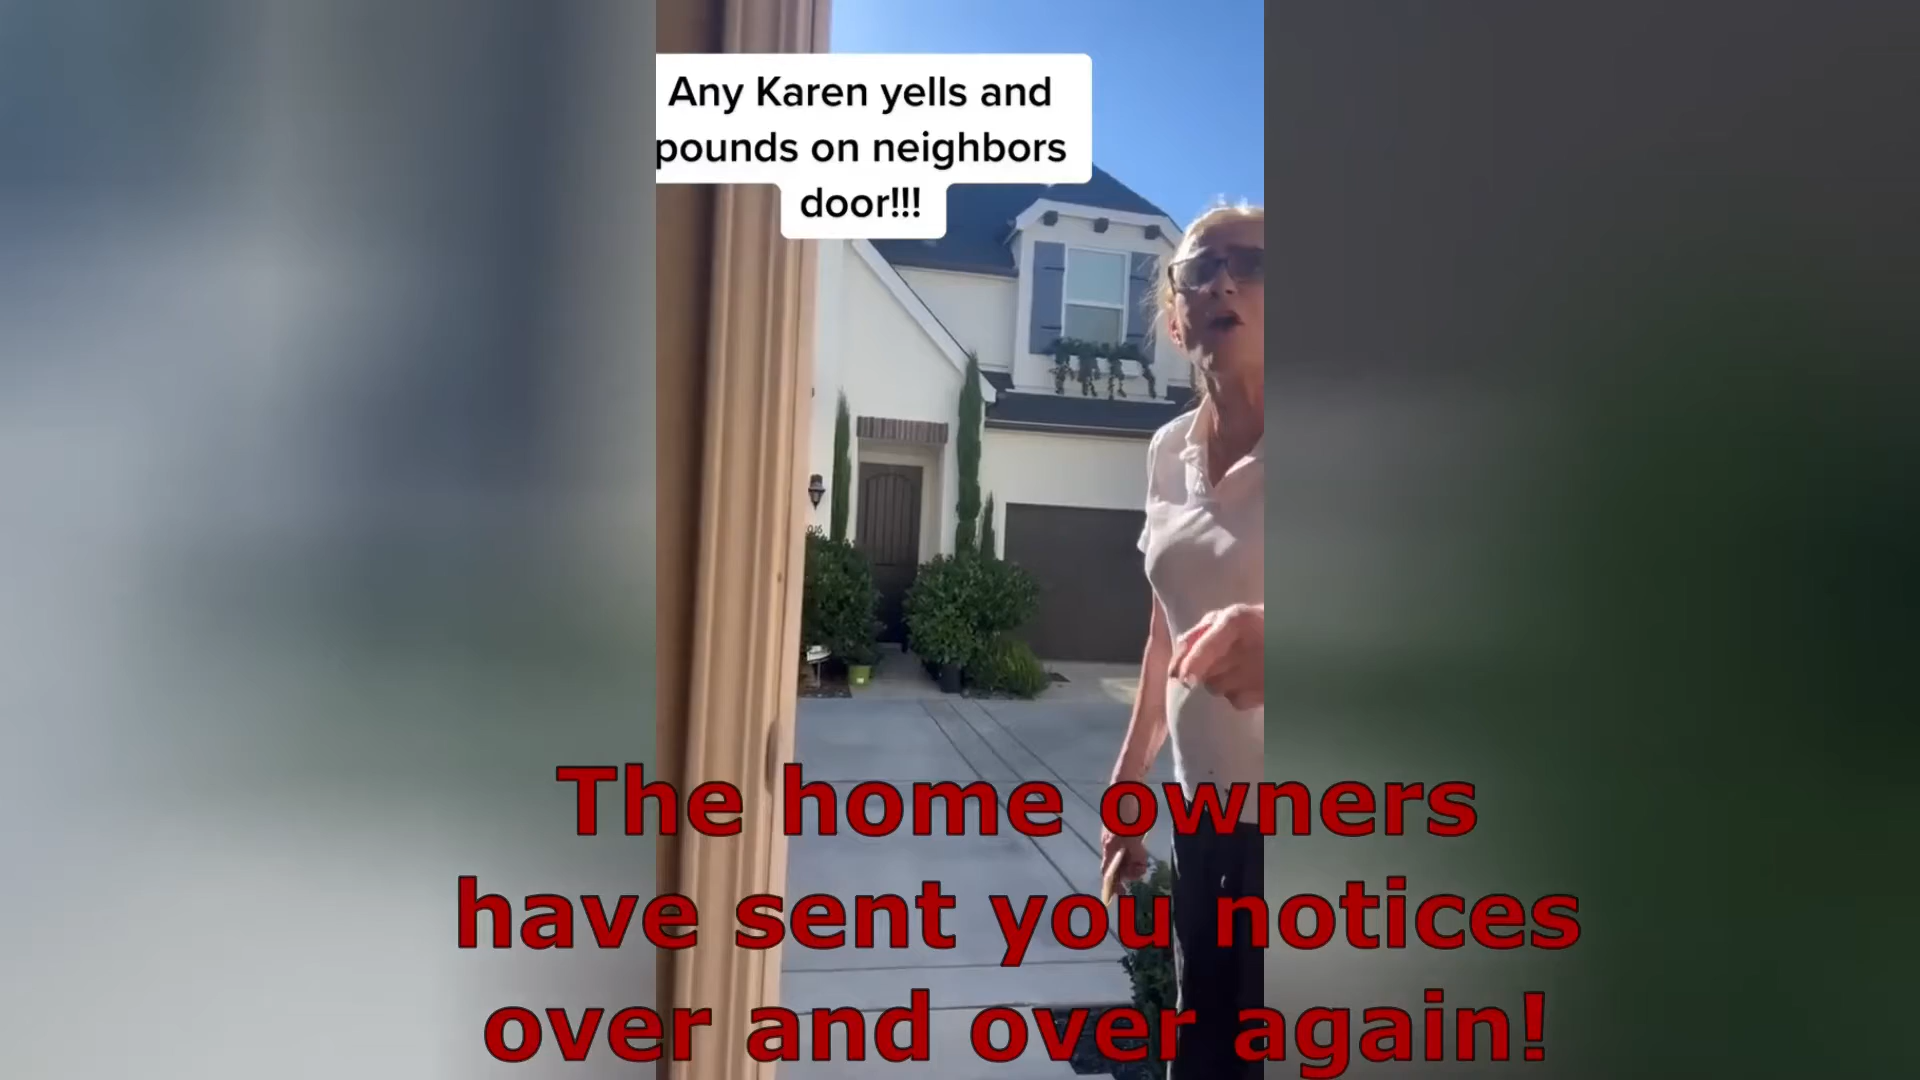 Any Karen yells and
pounds on neighbors
door!!!
The home owners
have sent you notices
over and over again!